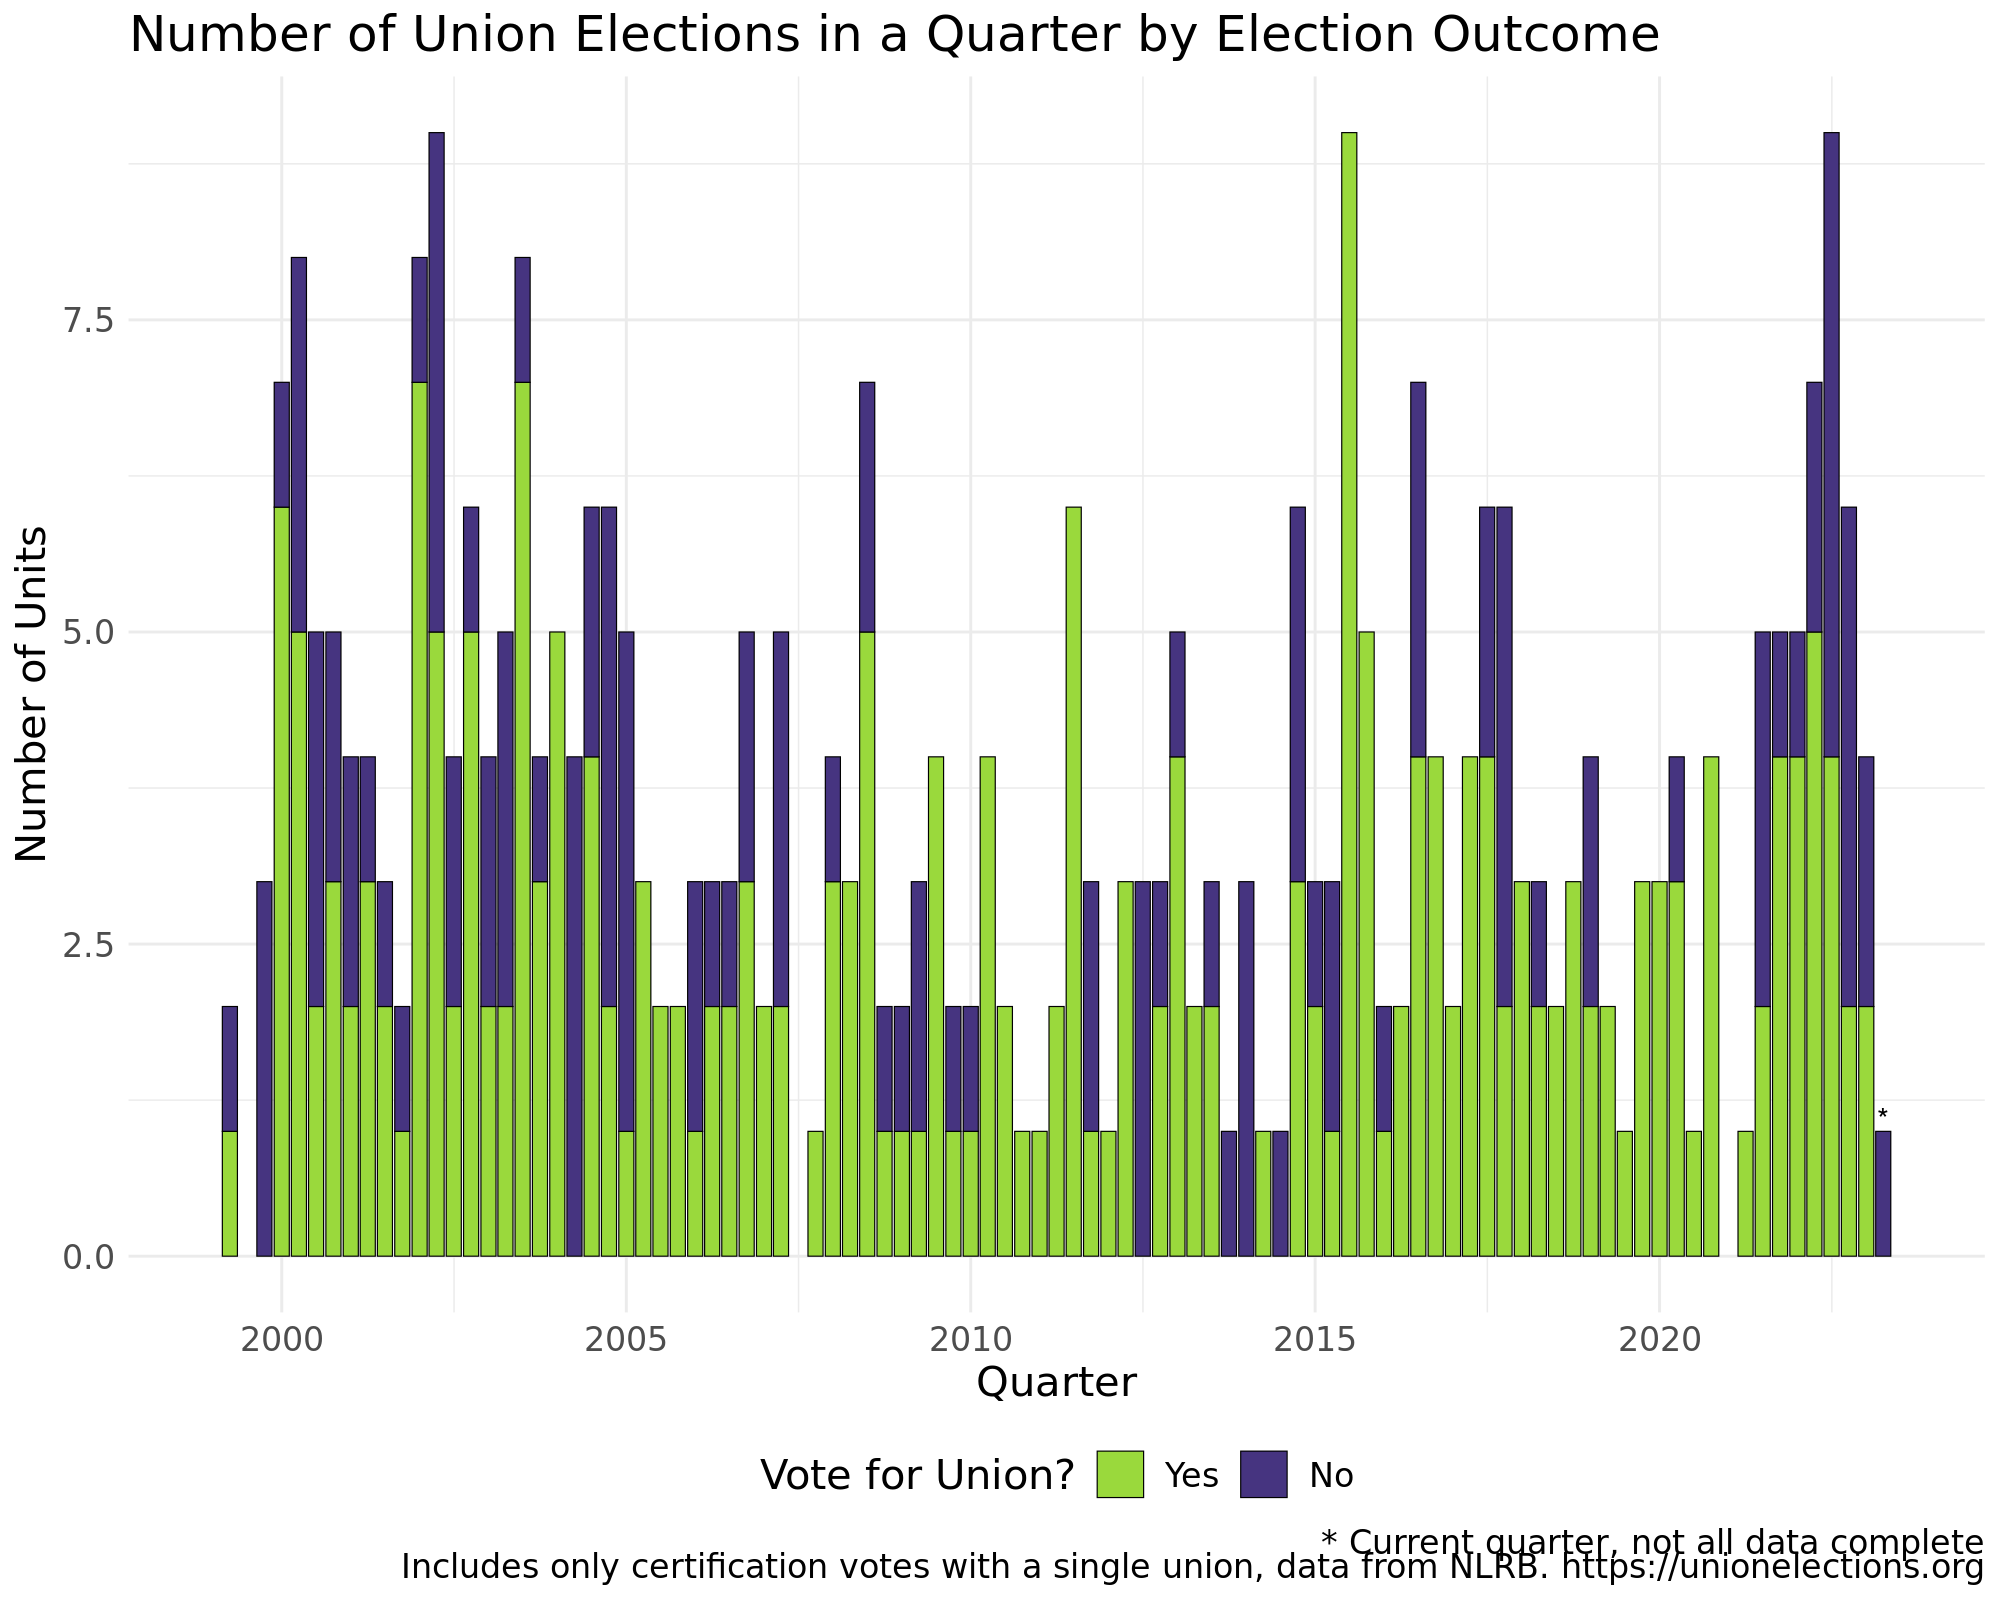 Number of Union Elections in a Quarter by Election Outcome
Number of Units
7.5
5.0
2.5
0.0
*
2000 2005 2010 2015 2020
Quarter
Vote for Union? Yes No
* Current quarter, not all data complete
Includes only certification votes with a single union, data from NLRB. https://unionelections.org